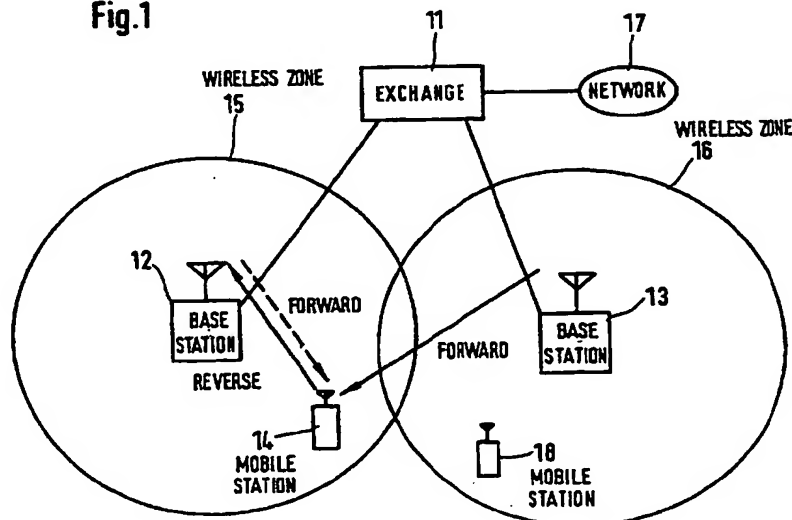 Fig.1
11
17
WIRELESS ZONE
15
EXCHANGE
NETWORK
WIRELESS ZONE
16
12
BASE
STATION
FORWARD
REVERSE
FORWARD
13
BASE
STATION
14
MOBILE
STATION
18
MOBILE
STATION